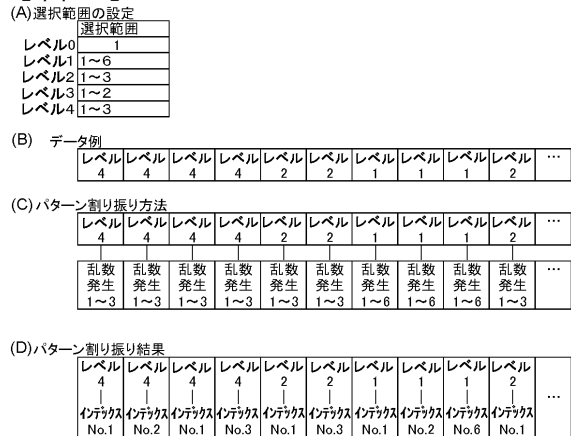 (A)選択範囲の設定
選択範囲
レベル0 1
レベル1 1～6
レベル2 1～3
レベル3 1～2
レベル4 1～3
(B) データ例
レベル レベル レベル レベル レベル レベル レベル レベル レベル レベル …
4 4 4 4 2 2 1 1 1 2
(C)パターン割り振り方法
レベル レベル レベル レベル レベル レベル レベル レベル レベル レベル …
4 4 4 4 2 2 1 1 1 2
乱数 乱数 乱数 乱数 乱数 乱数 乱数 乱数 乱数 乱数 …
発生 発生 発生 発生 発生 発生 発生 発生 発生 発生
1～3 1～3 1～3 1～3 1～3 1～3 1～6 1～6 1～6 1～3
(D)パターン割り振り結果
レベル レベル レベル レベル レベル レベル レベル レベル レベル レベル
4 4 4 4 2 2 1 1 1 2 …
インデックス インデックス インデックス インデックス インデックス インデックス インデックス インデックス インデックス インデックス
No.1 No.2 No.1 No.3 No.1 No.3 No.1 No.2 No.6 No.1